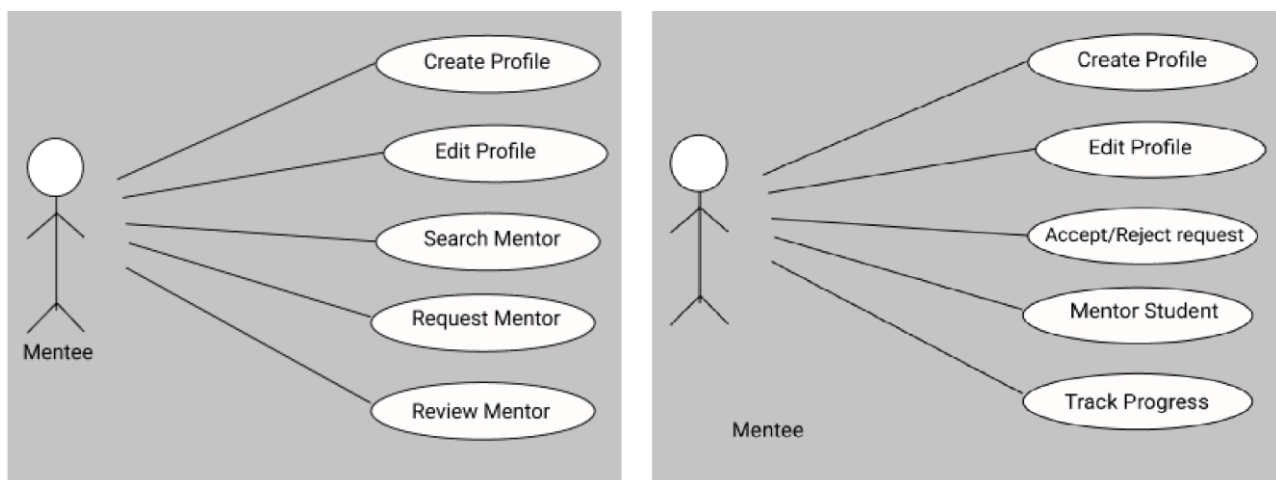 Create Profile
Edit Profile
Search Mentor
Request Mentor
Review Mentor
Mentee
Create Profile
Edit Profile
Accept/Reject request
Mentor Student
Track Progress
Mentee